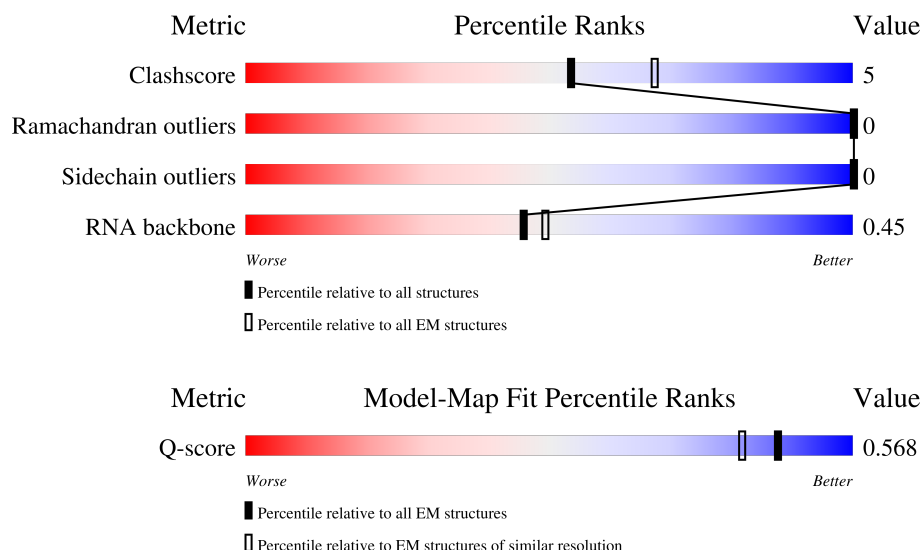 Metric Percentile Ranks Value
Clashscore 5
Ramachandran outliers 0
Sidechain outliers 0
RNA backbone 0.45
Worse Better
Percentile relative to all structures
Percentile relative to all EM structures
Metric Model-Map Fit Percentile Ranks Value
Q-score 0.568
Worse Better
Percentile relative to all EM structures
Percentile relative to EM structures of similar resolution